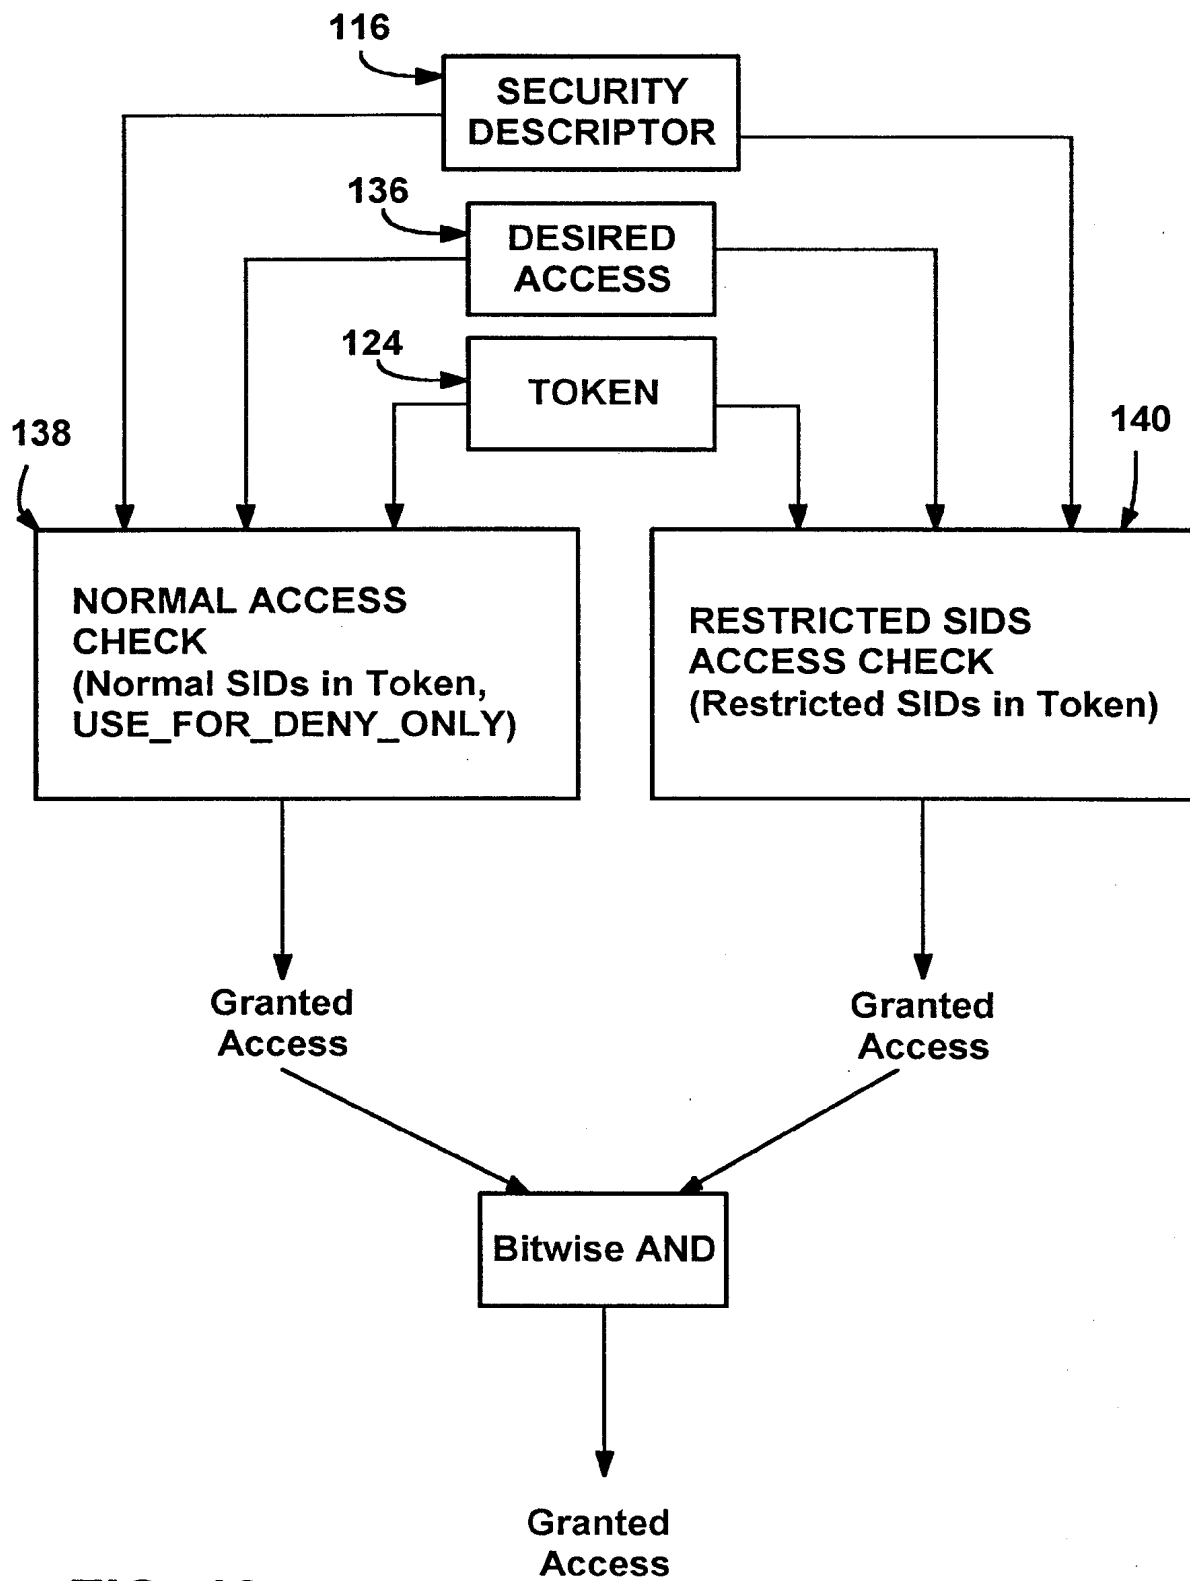 116
SECURITY
DESCRIPTOR
136
DESIRED
ACCESS
124
TOKEN
138
140
NORMAL ACCESS
CHECK
(Normal SIDs in Token,
USE_FOR_DENY_ONLY)
RESTRICTED SIDS
ACCESS CHECK
(Restricted SIDs in Token)
Granted
Access
Granted
Access
Bitwise AND
Granted
Access